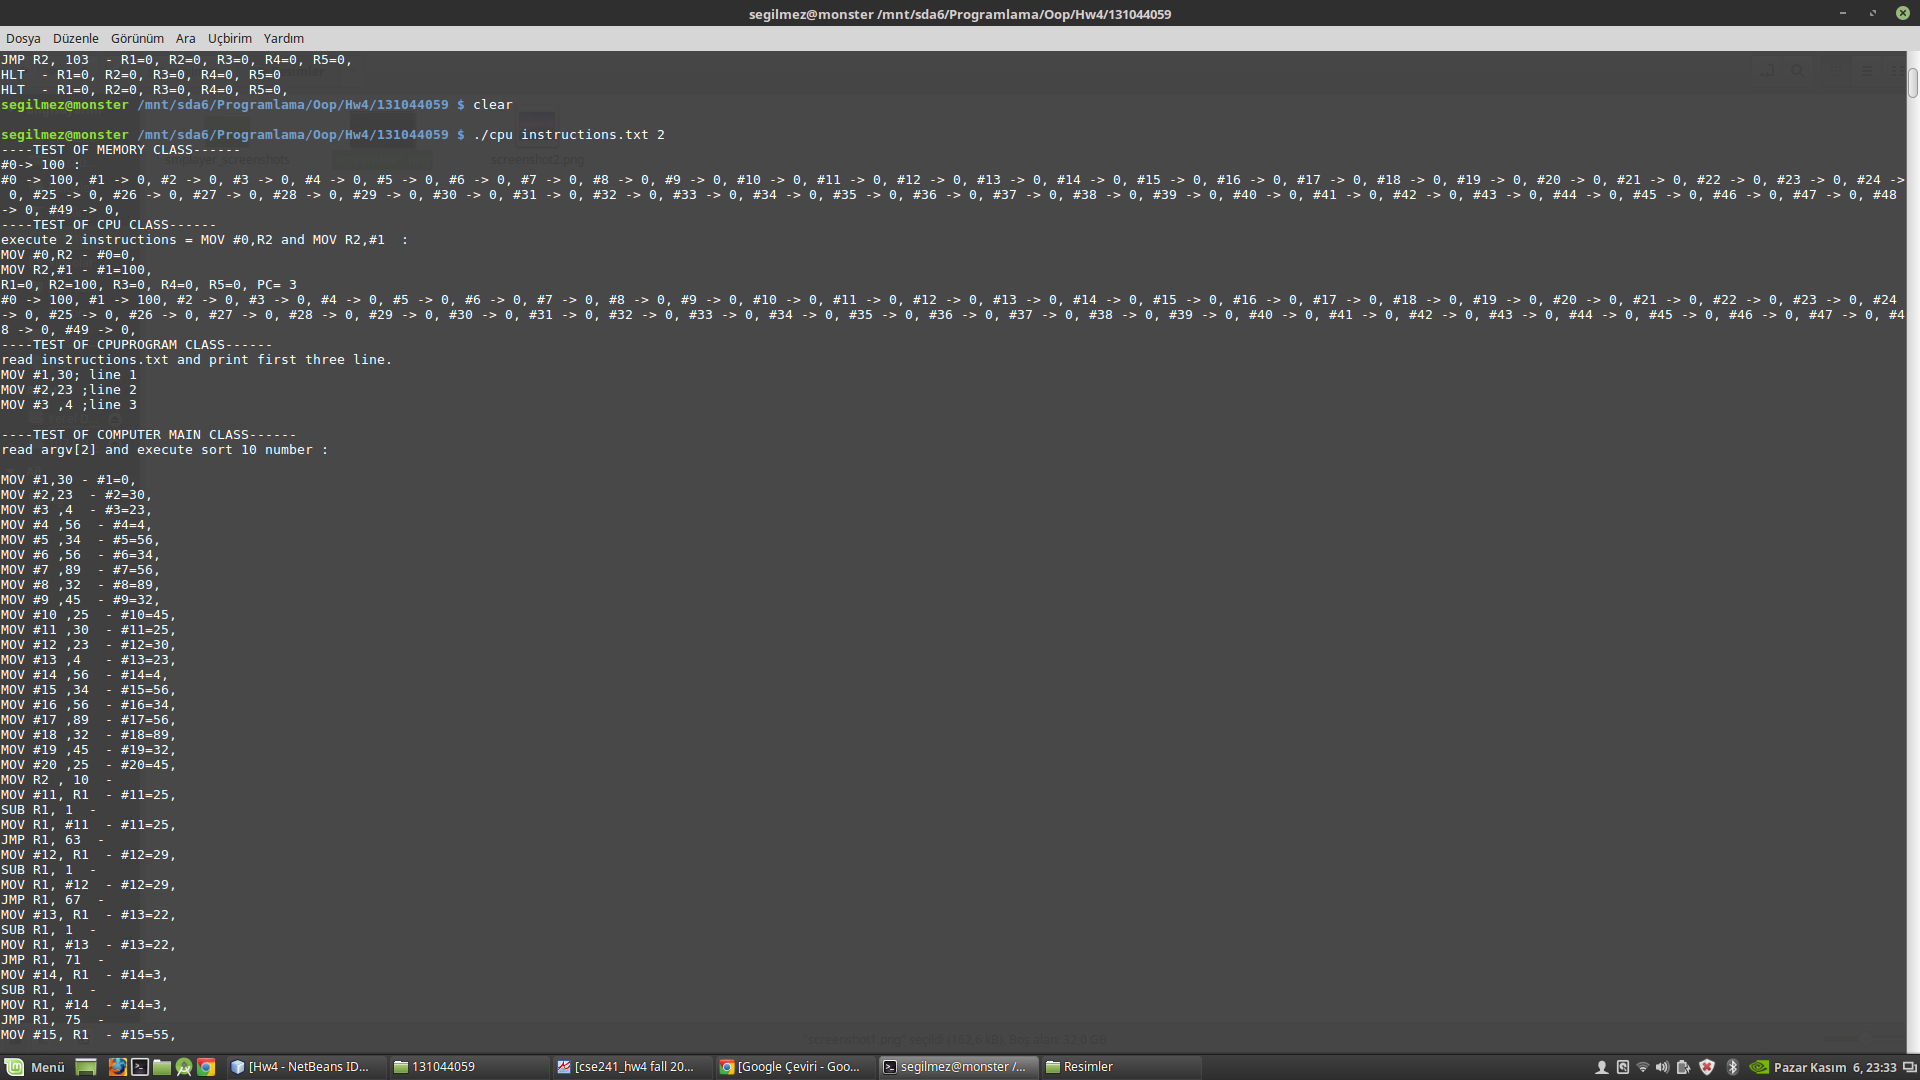 segilmez@monster /mnt/sda6/Programlama/Oop/Hw4/131044059
Dosya Düzenle Görünüm Ara Uçbirim Yardım
JMP R2, 103  - R1=0, R2=0, R3=0, R4=0, R5=0,
HLT  - R1=0, R2=0, R3=0, R4=0, R5=0
HLT  - R1=0, R2=0, R3=0, R4=0, R5=0,
segilmez@monster /mnt/sda6/Programlama/Oop/Hw4/131044059 $ clear
segilmez@monster /mnt/sda6/Programlama/Oop/Hw4/131044059 $ ./cpu instructions.txt 2
----TEST OF MEMORY CLASS------
#0-> 100 :
#0 -> 100, #1 -> 0, #2 -> 0, #3 -> 0, #4 -> 0, #5 -> 0, #6 -> 0, #7 -> 0, #8 -> 0, #9 -> 0, #10 -> 0, #11 -> 0, #12 -> 0, #13 -> 0, #14 -> 0, #15 -> 0, #16 -> 0, #17 -> 0, #18 -> 0, #19 -> 0, #20 -> 0, #21 -> 0, #22 -> 0, #23 -> 0, #24 ->
 0, #25 -> 0, #26 -> 0, #27 -> 0, #28 -> 0, #29 -> 0, #30 -> 0, #31 -> 0, #32 -> 0, #33 -> 0, #34 -> 0, #35 -> 0, #36 -> 0, #37 -> 0, #38 -> 0, #39 -> 0, #40 -> 0, #41 -> 0, #42 -> 0, #43 -> 0, #44 -> 0, #45 -> 0, #46 -> 0, #47 -> 0, #48
-> 0, #49 -> 0,
----TEST OF CPU CLASS------
execute 2 instructions = MOV #0,R2 and MOV R2,#1  :
MOV #0,R2 - #0=0,
MOV R2,#1 - #1=100,
R1=0, R2=100, R3=0, R4=0, R5=0, PC= 3
#0 -> 100, #1 -> 100, #2 -> 0, #3 -> 0, #4 -> 0, #5 -> 0, #6 -> 0, #7 -> 0, #8 -> 0, #9 -> 0, #10 -> 0, #11 -> 0, #12 -> 0, #13 -> 0, #14 -> 0, #15 -> 0, #16 -> 0, #17 -> 0, #18 -> 0, #19 -> 0, #20 -> 0, #21 -> 0, #22 -> 0, #23 -> 0, #24
-> 0, #25 -> 0, #26 -> 0, #27 -> 0, #28 -> 0, #29 -> 0, #30 -> 0, #31 -> 0, #32 -> 0, #33 -> 0, #34 -> 0, #35 -> 0, #36 -> 0, #37 -> 0, #38 -> 0, #39 -> 0, #40 -> 0, #41 -> 0, #42 -> 0, #43 -> 0, #44 -> 0, #45 -> 0, #46 -> 0, #47 -> 0, #4
8 -> 0, #49 -> 0,
----TEST OF CPUPROGRAM CLASS------
read instructions.txt and print first three line.
MOV #1,30; line 1
MOV #2,23 ;line 2
MOV #3 ,4 ;line 3
----TEST OF COMPUTER MAIN CLASS------
read argv[2] and execute sort 10 number :
MOV #1,30 - #1=0,
MOV #2,23  - #2=30,
MOV #3 ,4  - #3=23,
MOV #4 ,56  - #4=4,
MOV #5 ,34  - #5=56,
MOV #6 ,56  - #6=34,
MOV #7 ,89  - #7=56,
MOV #8 ,32  - #8=89,
MOV #9 ,45  - #9=32,
MOV #10 ,25  - #10=45,
MOV #11 ,30  - #11=25,
MOV #12 ,23  - #12=30,
MOV #13 ,4   - #13=23,
MOV #14 ,56  - #14=4,
MOV #15 ,34  - #15=56,
MOV #16 ,56  - #16=34,
MOV #17 ,89  - #17=56,
MOV #18 ,32  - #18=89,
MOV #19 ,45  - #19=32,
MOV #20 ,25  - #20=45,
MOV R2 , 10  -
MOV #11, R1  - #11=25,
SUB R1, 1  -
MOV R1, #11  - #11=25,
JMP R1, 63  -
MOV #12, R1  - #12=29,
SUB R1, 1  -
MOV R1, #12  - #12=29,
JMP R1, 67  -
MOV #13, R1  - #13=22,
SUB R1, 1  -
MOV R1, #13  - #13=22,
JMP R1, 71  -
MOV #14, R1  - #14=3,
SUB R1, 1  -
MOV R1, #14  - #14=3,
JMP R1, 75  -
MOV #15, R1  - #15=55,
Menü [Hw4 - NetBeans ID... 131044059 [cse241_hw4 fall 20... [Google Çeviri - Goo... segilmez@monster /... Resimler Pazar Kasım  6, 23:33